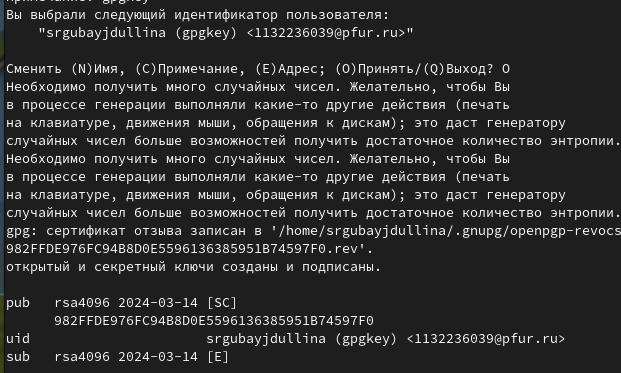 Вы выбрали следующий идентификатор пользователя:
"srgubayjdullina (gpgkey) <1132236039@pfur.ru>"
Сменить (N)Имя, (C)Примечание, (E)Адрес; (O)Принять/(Q)Выход? O
Необходимо получить много случайных чисел. Желательно, чтобы Вы
в процессе генерации выполняли какие-то другие действия (печать
на клавиатуре, движения мыши, обращения к дискам); это даст генератору
случайных чисел больше возможностей получить достаточное количество энтропии.
Необходимо получить много случайных чисел. Желательно, чтобы Вы
в процессе генерации выполняли какие-то другие действия (печать
на клавиатуре, движения мыши, обращения к дискам); это даст генератору
случайных чисел больше возможностей получить достаточное количество энтропии.
gpg: сертификат отзыва записан в '/home/srgubayjdullina/.gnupg/openpgp-revocs
982FFDE976FC94B8D0E5596136385951B74597F0.rev'.
открытый и секретный ключи созданы и подписаны.
pub rsa4096 2024-03-14 [SC]
982FFDE976FC94B8D0E5596136385951B74597F0
uid srgubayjdullina (gpgkey) <1132236039@pfur.ru>
sub rsa4096 2024-03-14 [E]